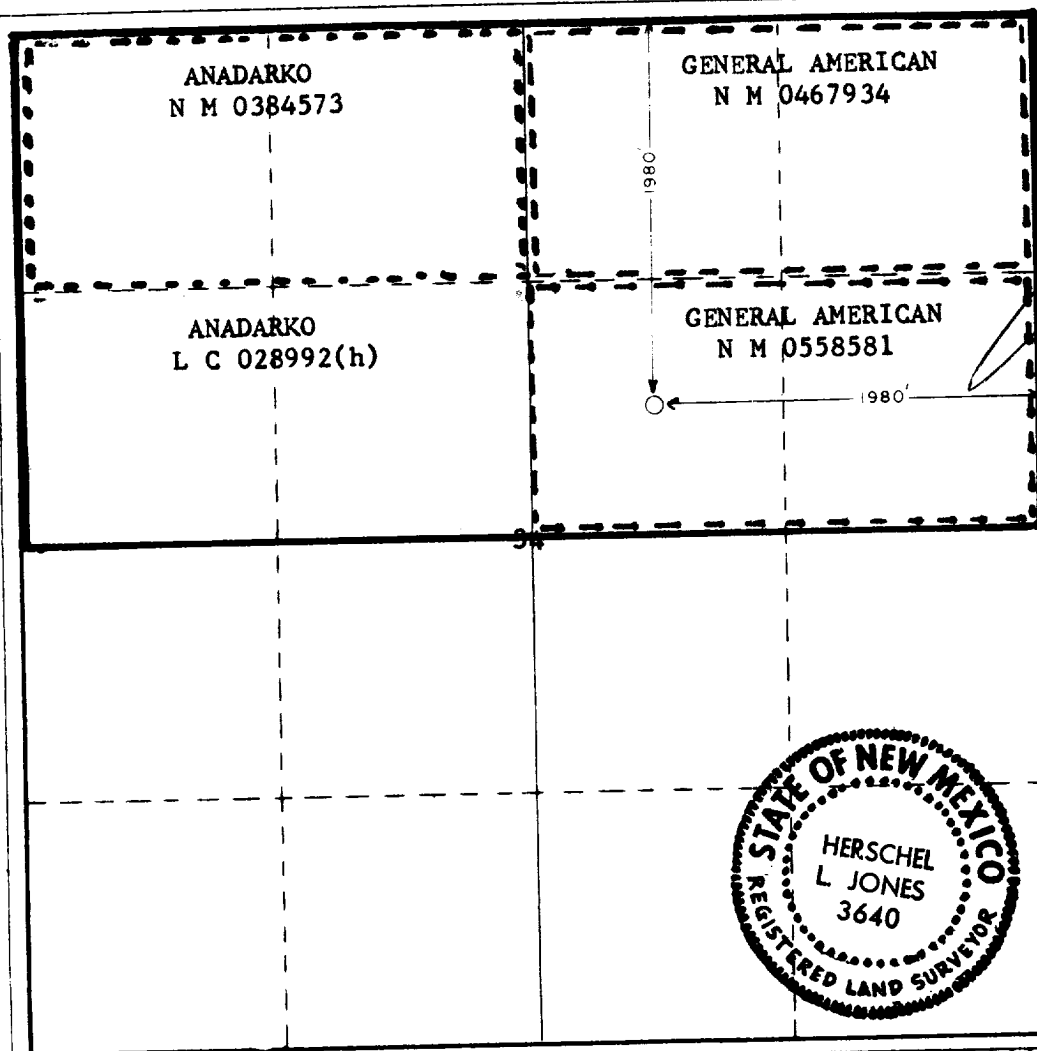 ANADARKO
N M 0384573
GENERAL AMERICAN
N M 0467934
1980'
ANADARKO
L C 028992(h)
GENERAL AMERICAN
N M 0558581
1980'
34
STATE OF NEW MEXICO
HERSCHEL
L JONES
3640
REGISTERED LAND SURVEYOR